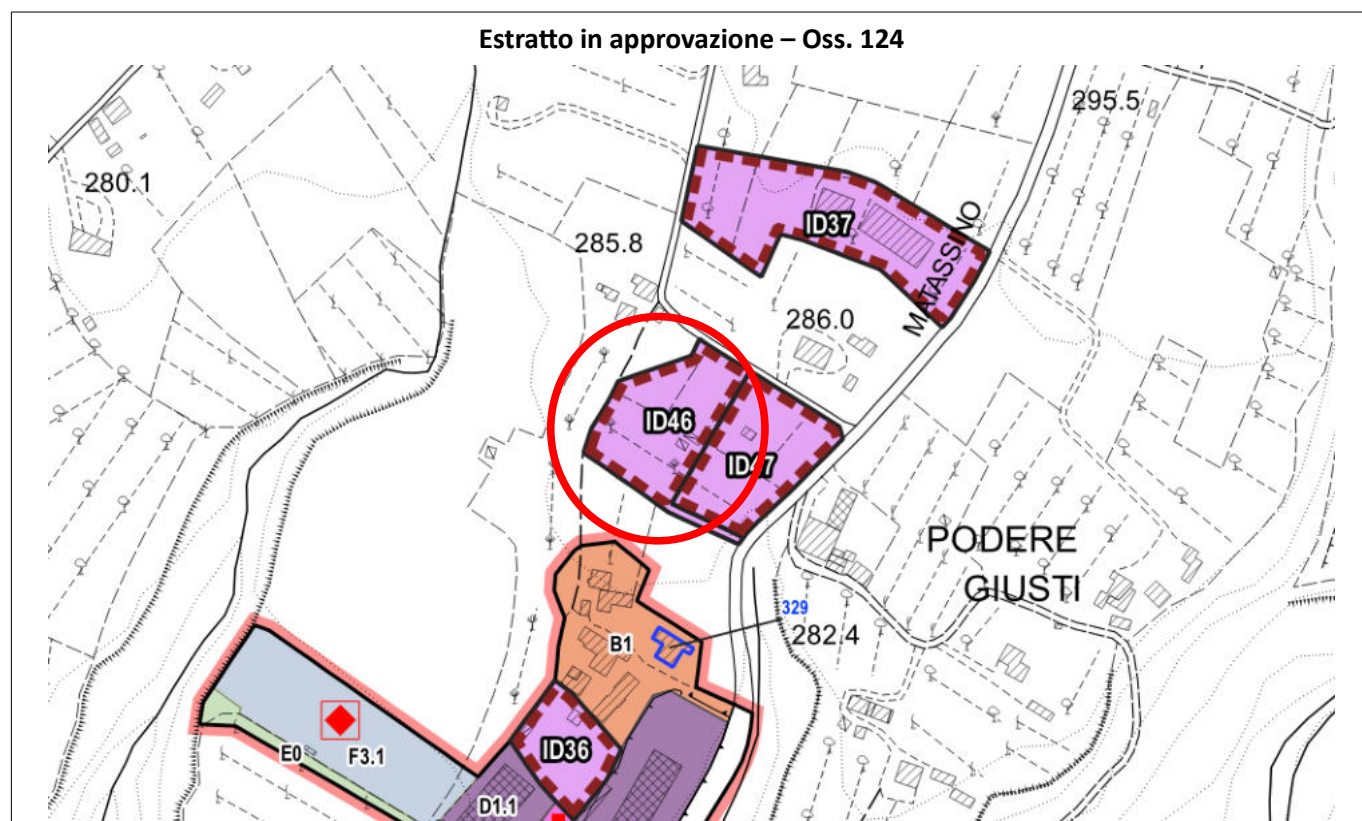 Estratto in approvazione – Oss. 124
295.5
280.1
ID37
MATASSINO
285.8
286.0
ID46
ID47
PODERE
GIUSTI
329
282.4
B1
ID36
E0
F3.1
D1.1